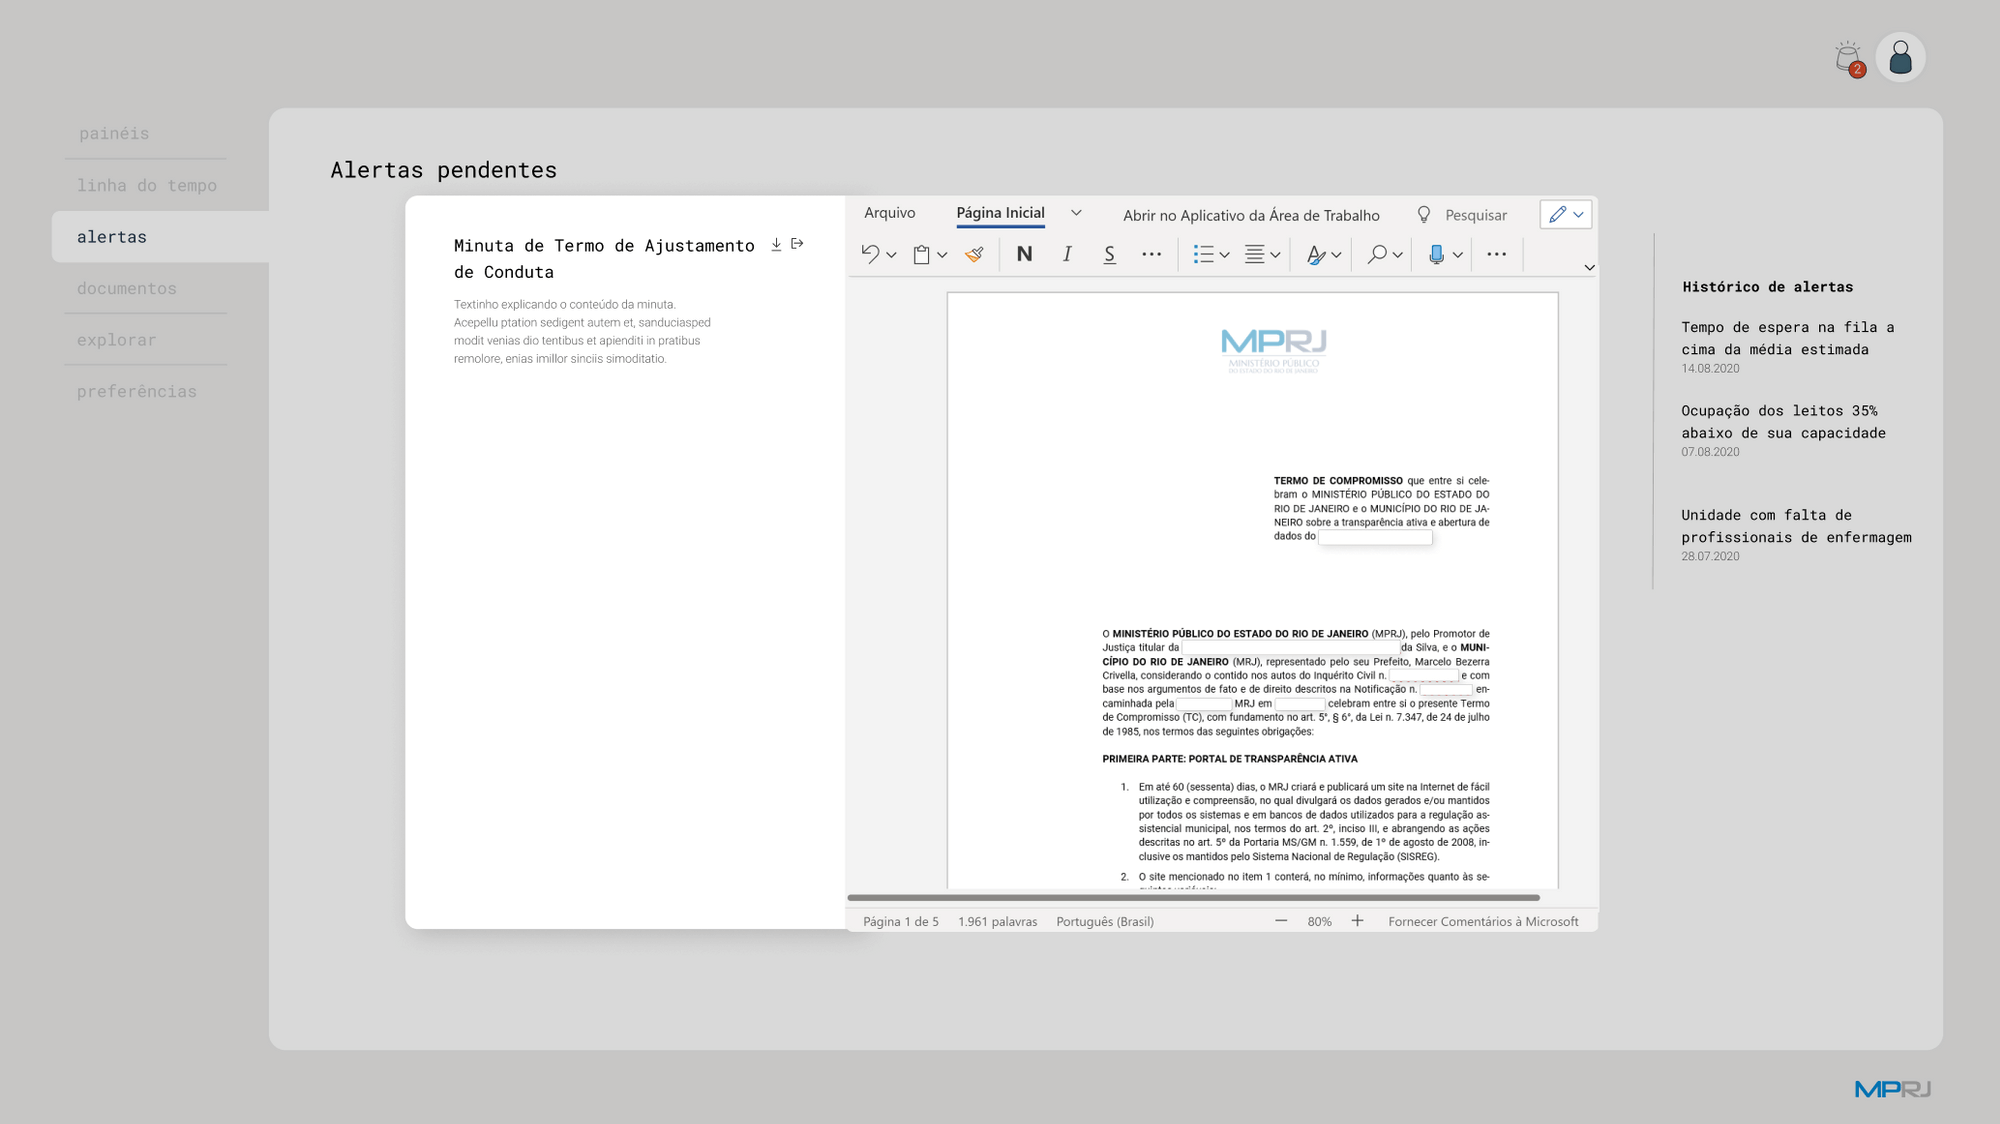 2
painéis
linha do tempo
alertas
documentos
explorar
preferências
Alertas pendentes
Minuta de Termo de Ajustamento
de Conduta
Textinho explicando o conteúdo da minuta.
Acepellu ptation sedigent autem et, sanduciasped
modit venias dio tentibus et apienditi in pratibus
remolore, enias imillor sinciis simoditatio.
Arquivo Página Inicial Abrir no Aplicativo da Área de Trabalho Pesquisar
N I S
MPRJ
MINISTÉRIO PÚBLICO
DO ESTADO DO RIO DE JANEIRO
TERMO DE COMPROMISSO que entre si cele-
bram o MINISTÉRIO PÚBLICO DO ESTADO DO
RIO DE JANEIRO e o MUNICÍPIO DO RIO DE JA-
NEIRO sobre a transparência ativa e abertura de
dados do
O MINISTÉRIO PÚBLICO DO ESTADO DO RIO DE JANEIRO (MPRJ), pelo Promotor de
Justiça titular da da Silva, e o MUNI-
CÍPIO DO RIO DE JANEIRO (MRJ), representado pelo seu Prefeito, Marcelo Bezerra
Crivella, considerando o contido nos autos do Inquérito Civil n. e com
base nos argumentos de fato e de direito descritos na Notificação n. en-
caminhada pela MRJ em celebram entre si o presente Termo
de Compromisso (TC), com fundamento no art. 5°, § 6°, da Lei n. 7.347, de 24 de julho
de 1985, nos termos das seguintes obrigações:
PRIMEIRA PARTE: PORTAL DE TRANSPARÊNCIA ATIVA
1. Em até 60 (sessenta) dias, o MRJ criará e publicará um site na Internet de fácil
utilização e compreensão, no qual divulgará os dados gerados e/ou mantidos
por todos os sistemas e em bancos de dados utilizados para a regulação as-
sistencial municipal, nos termos do art. 2º, inciso III, e abrangendo as ações
descritas no art. 5º da Portaria MS/GM n. 1.559, de 1º de agosto de 2008, in-
clusive os mantidos pelo Sistema Nacional de Regulação (SISREG).
2. O site mencionado no item 1 conterá, no mínimo, informações quanto às se-
Página 1 de 5 1.961 palavras Português (Brasil) 80% Fornecer Comentários à Microsoft
Histórico de alertas
Tempo de espera na fila a
cima da média estimada
14.08.2020
Ocupação dos leitos 35%
abaixo de sua capacidade
07.08.2020
Unidade com falta de
profissionais de enfermagem
28.07.2020
MPRJ